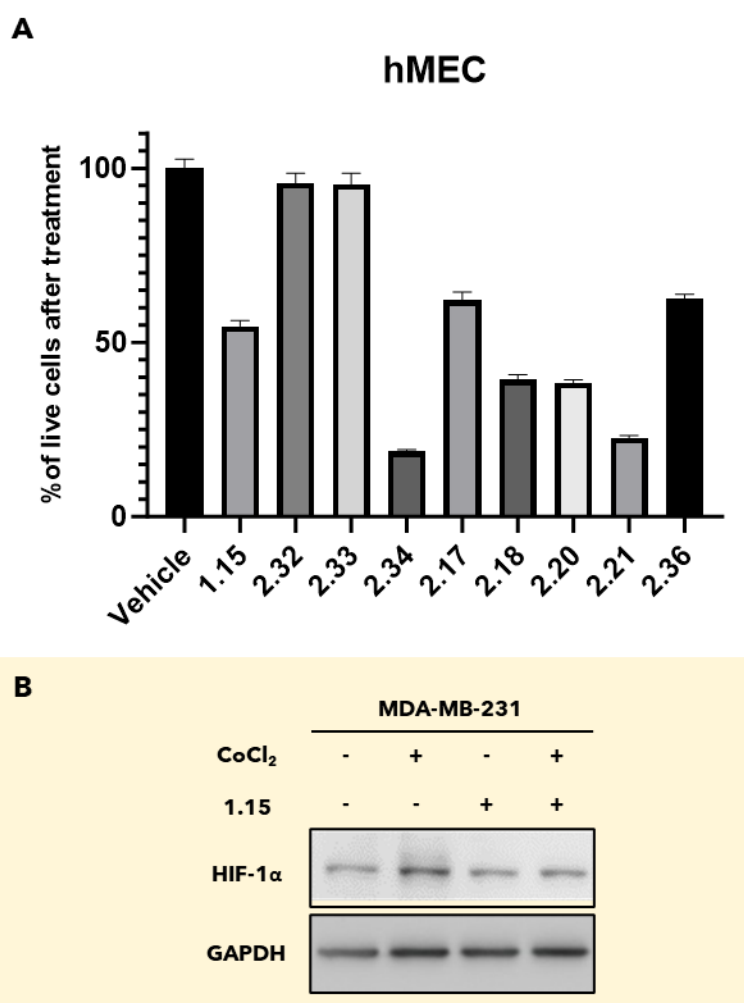 A
hMEC
% of live cells after treatment
100
50
0
Vehicle
1.15
2.32
2.33
2.34
2.17
2.18
2.20
2.21
2.36
B
MDA-MB-231
CoCl₂ - + - +
1.15 - - + +
HIF-1α
GAPDH